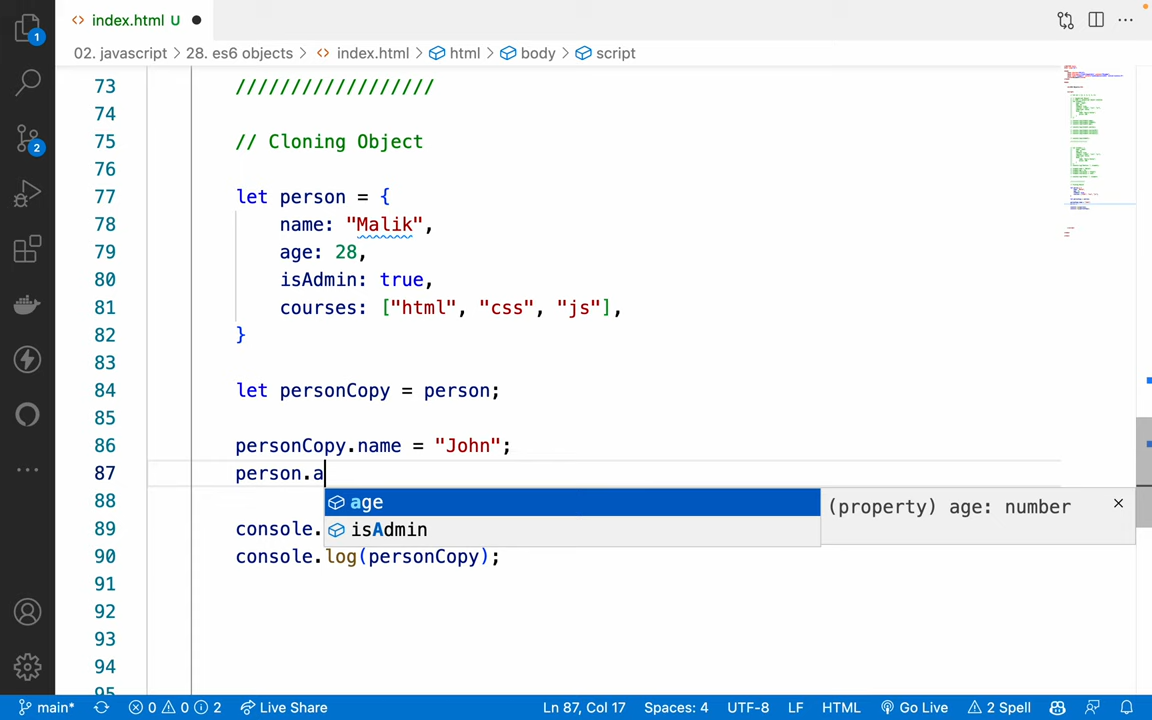 index.html U
02. javascript > 28. es6 objects > index.html > html > body > script
1
2
73 //////////////////
74
75 // Cloning Object
76
77 let person = {
78 name: "Malik",
79 age: 28,
80 isAdmin: true,
81 courses: ["html", "css", "js"],
82 }
83
84 let personCopy = person;
85
86 personCopy.name = "John";
87 person.a
age (property) age: number
88
isAdmin
89 console.
90 console.log(personCopy);
91
92
93
94
95
main* 0 0 2 Live Share Ln 87, Col 17 Spaces: 4 UTF-8 LF HTML Go Live 2 Spell